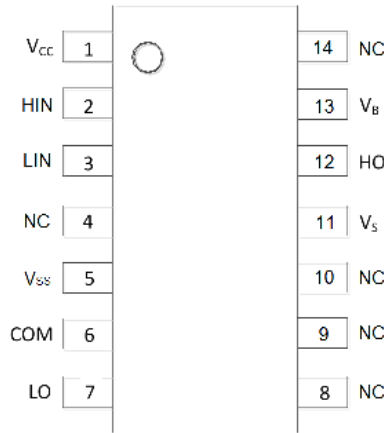 VCC 1 14 NC
HIN 2 13 VB
LIN 3 12 HO
NC 4 11 VS
VSS 5 10 NC
COM 6 9 NC
LO 7 8 NC